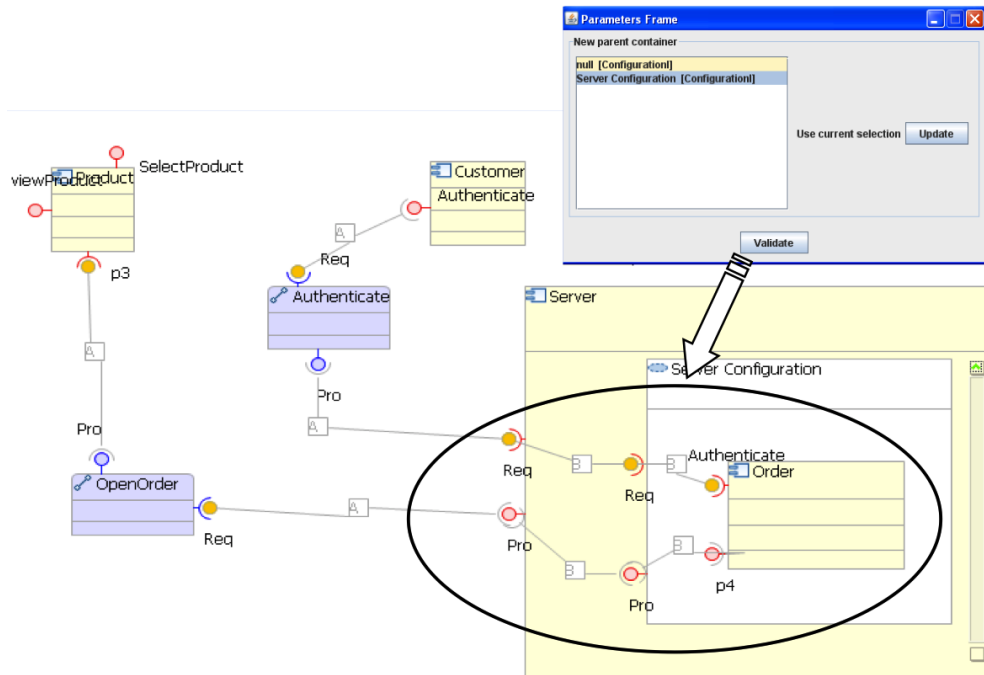 Parameters Frame
New parent container
null [ConfigurationI]
Server Configuration [ConfigurationI]
Use current selection
Update
Validate
SelectProduct
viewProduct
Product
Customer
Authenticate
A
Req
p3
Authenticate
Server
A
Server Configuration
Pro
A
Pro
Req
B
B
Authenticate
Order
OpenOrder
Req
A
Req
Pro
B
B
p4
Pro